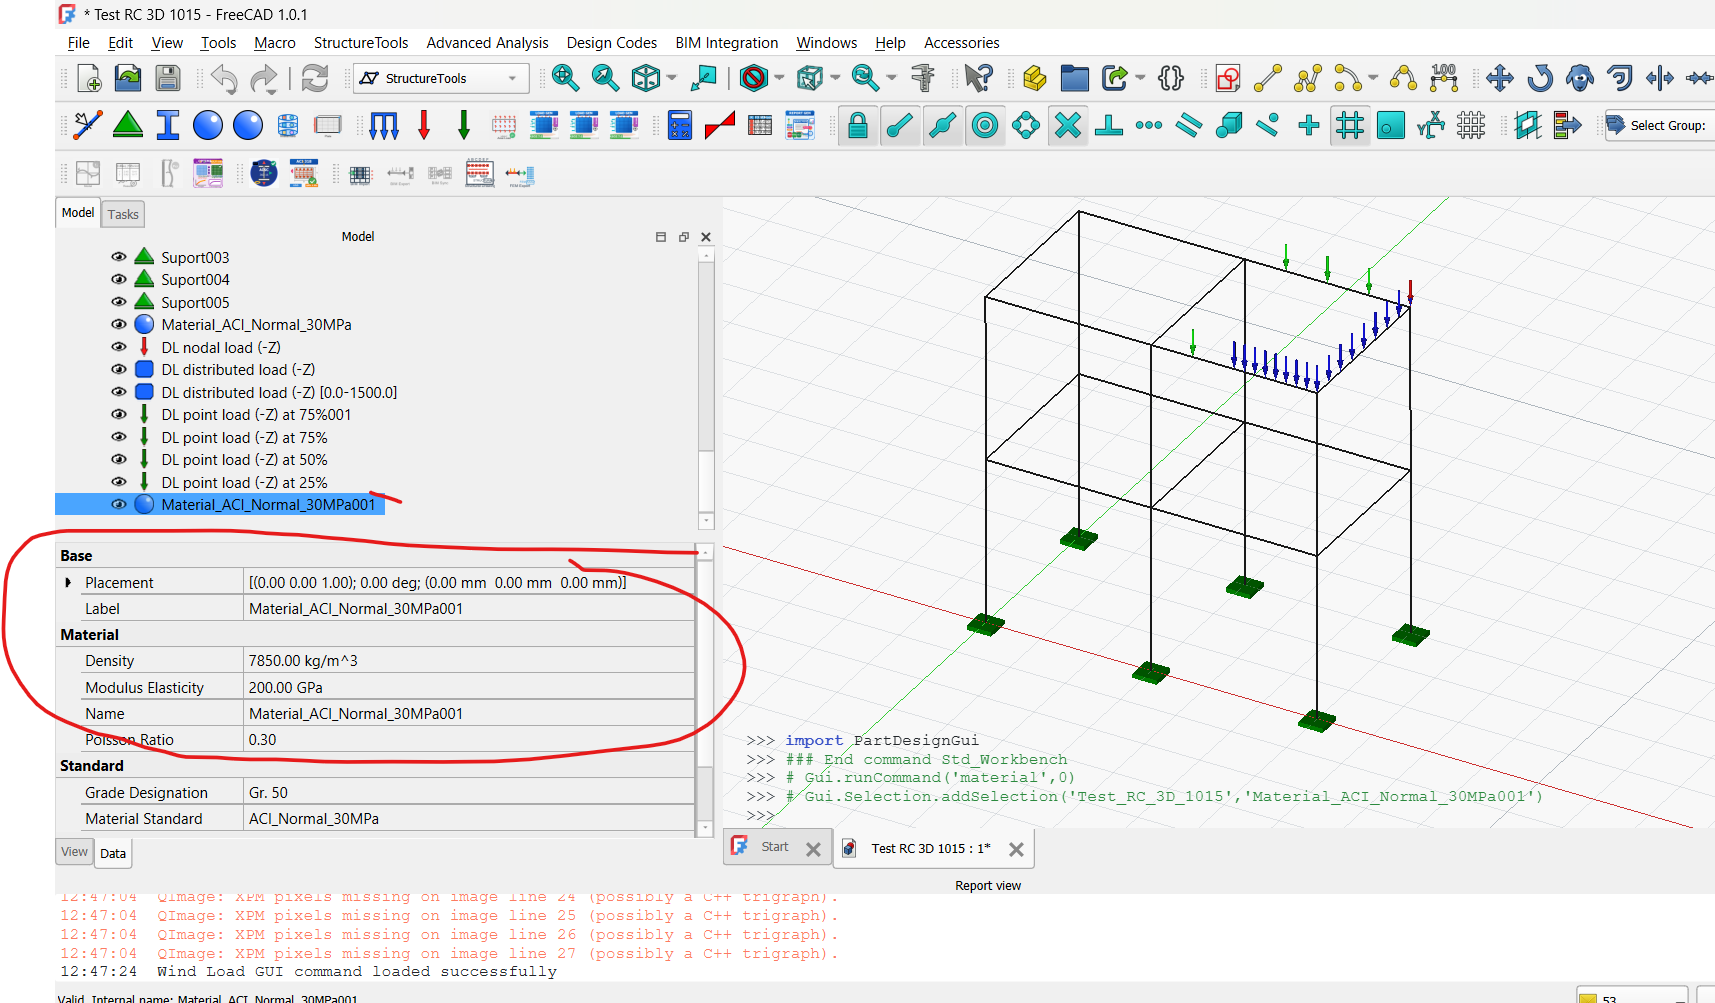 * Test RC 3D 1015 - FreeCAD 1.0.1
File Edit View Tools Macro StructureTools Advanced Analysis Design Codes BIM Integration Windows Help Accessories
StructureTools
1.00
Select Group:
Model Tasks
Model
Suport003
Suport004
Suport005
Material_ACI_Normal_30MPa
DL nodal load (-Z)
DL distributed load (-Z)
DL distributed load (-Z) [0.0-1500.0]
DL point load (-Z) at 75%001
DL point load (-Z) at 75%
DL point load (-Z) at 50%
DL point load (-Z) at 25%
Material_ACI_Normal_30MPa001
Base
Placement [(0.00 0.00 1.00); 0.00 deg; (0.00 mm 0.00 mm 0.00 mm)]
Label Material_ACI_Normal_30MPa001
Material
Density 7850.00 kg/m^3
Modulus Elasticity 200.00 GPa
Name Material_ACI_Normal_30MPa001
Poisson Ratio 0.30
Standard
Grade Designation Gr. 50
Material Standard ACI_Normal_30MPa
View Data
>>> import PartDesignGui
>>> ### End command Std_Workbench
>>> # Gui.runCommand('material',0)
>>> # Gui.Selection.addSelection('Test_RC_3D_1015','Material_ACI_Normal_30MPa001')
>>>
Start Test RC 3D 1015 : 1*
Report view
12:47:04 QImage: XPM pixels missing on image line 24 (possibly a C++ trigraph).
12:47:04 QImage: XPM pixels missing on image line 25 (possibly a C++ trigraph).
12:47:04 QImage: XPM pixels missing on image line 26 (possibly a C++ trigraph).
12:47:04 QImage: XPM pixels missing on image line 27 (possibly a C++ trigraph).
12:47:24 Wind Load GUI command loaded successfully
Valid, Internal name: Material_ACI_Normal_30MPa001
53